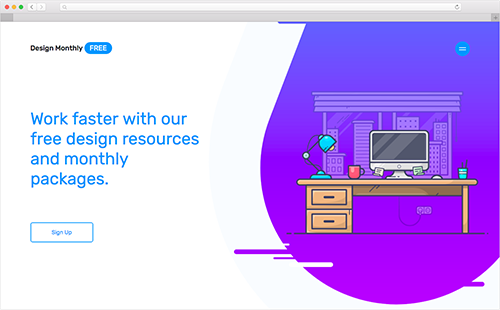 Design Monthly FREE
Work faster with our
free design resources
and monthly
packages.
Sign Up